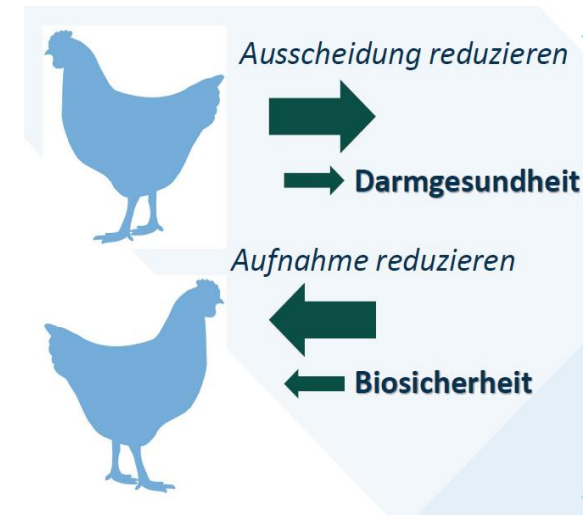 Ausscheidung reduzieren
Darmgesundheit
Aufnahme reduzieren
Biosicherheit